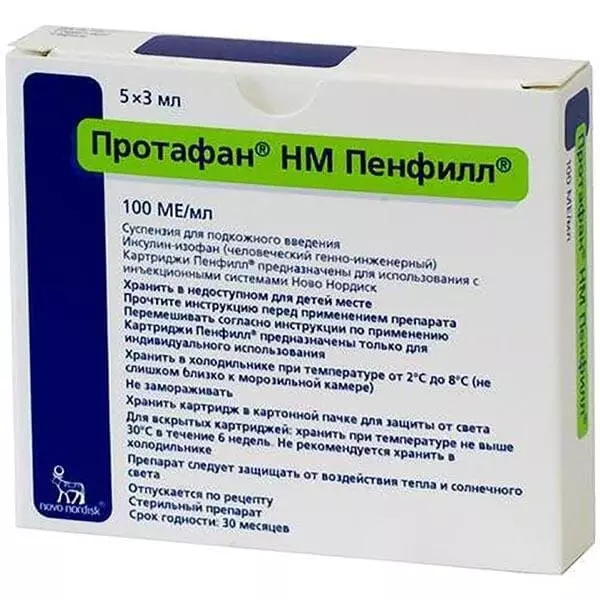 5×3 мл
Протафан® НМ Пенфилл®
100 МЕ/мл
Суспензия для подкожного введения
Инсулин-изофан (человеческий генно-инженерный)
Картриджи Пенфилл® предназначены для использования с
инъекционными системами Ново Нордиск
Хранить в недоступном для детей месте
Прочтите инструкцию перед применением препарата
Перемешивать согласно инструкции по применению
Картриджи Пенфилл® предназначены только для
индивидуального использования
Хранить в холодильнике при температуре от 2°С до 8°С (не
слишком близко к морозильной камере)
Не замораживать
Хранить картридж в картонной пачке для защиты от света
Для вскрытых картриджей: хранить при температуре не выше
30°С в течение 6 недель. Не рекомендуется хранить в
холодильнике
Препарат следует защищать от воздействия тепла и солнечного
света
Отпускается по рецепту
Стерильный препарат
Срок годности: 30 месяцев
novo nordisk®
Протафан® НМ Пенфилл®
100 МЕ/мл